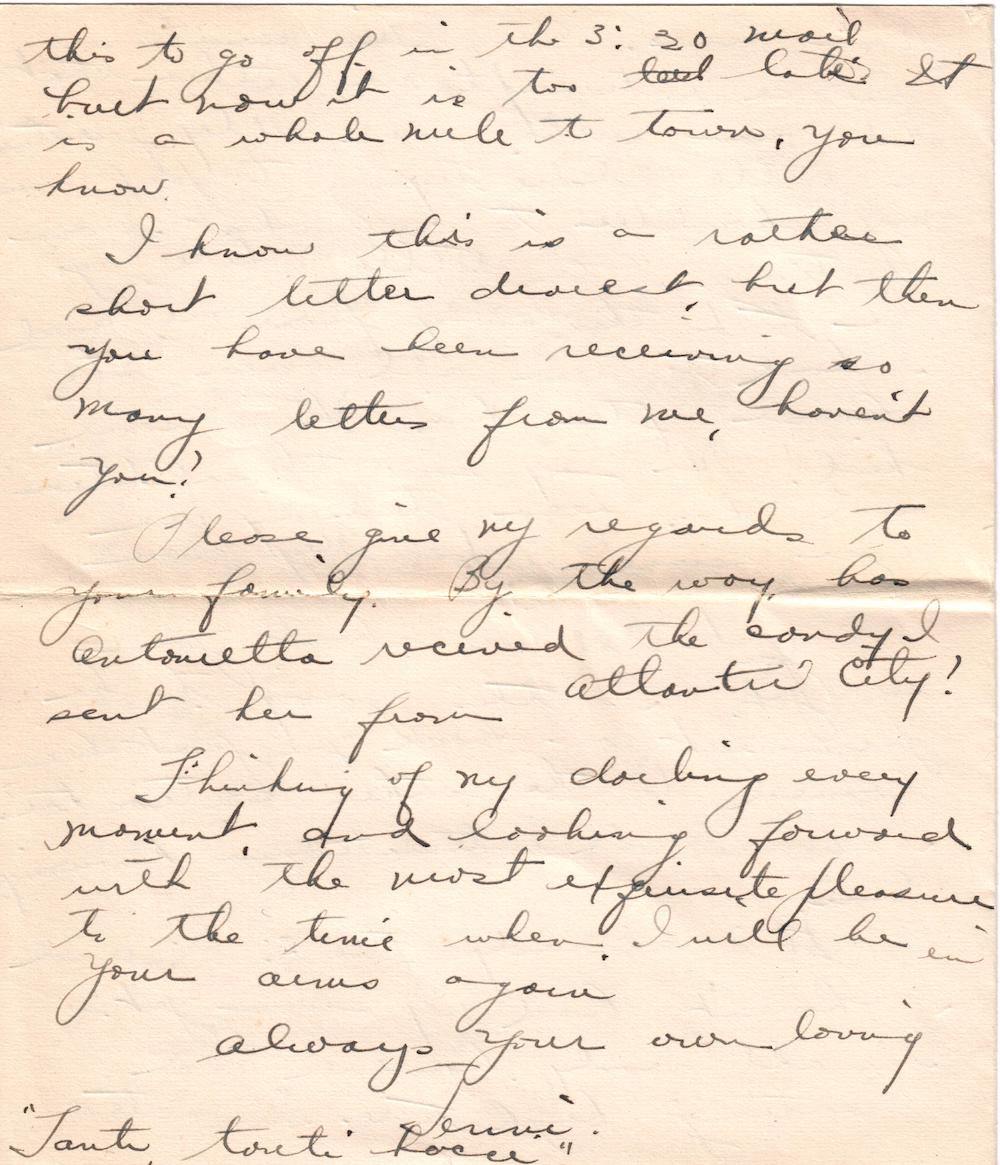 this to go off in the 3:30 mail
but now it is too late. It
is a whole mile to town, you
know.
I know this is a rather
short letter dearest, but then
you have been receiving so
many letters from me, haven't
you?
Please give my regards to
your family. By the way, has
Antonietta received the candy I
sent her from Atlantic City?
Thinking of my darling every
moment, and looking forward
with the most exquisite pleasure
to the time when I will be in
your arms again
always your own loving
"Tanti, tanti bacci"